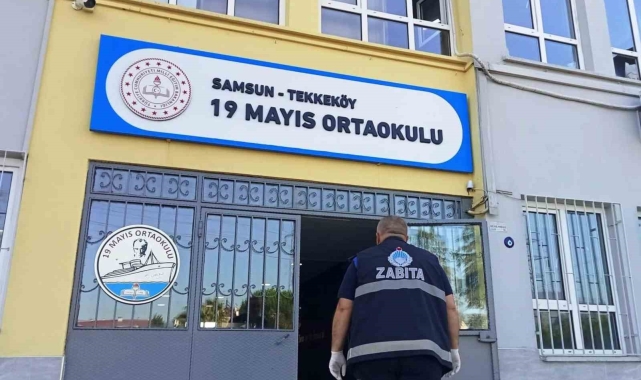 SAMSUN - TEKKEKÖY
19 MAYIS ORTAOKULU
19 MAYIS ORTAOKULU
ZABITA